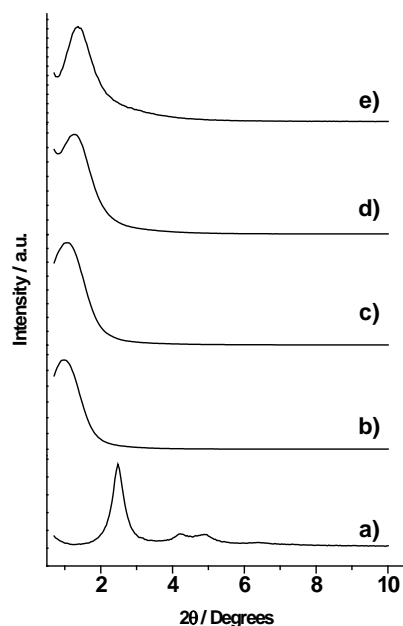 e)
d)
c)
b)
a)
Intensity / a.u.
2 4 6 8 10
2θ / Degrees